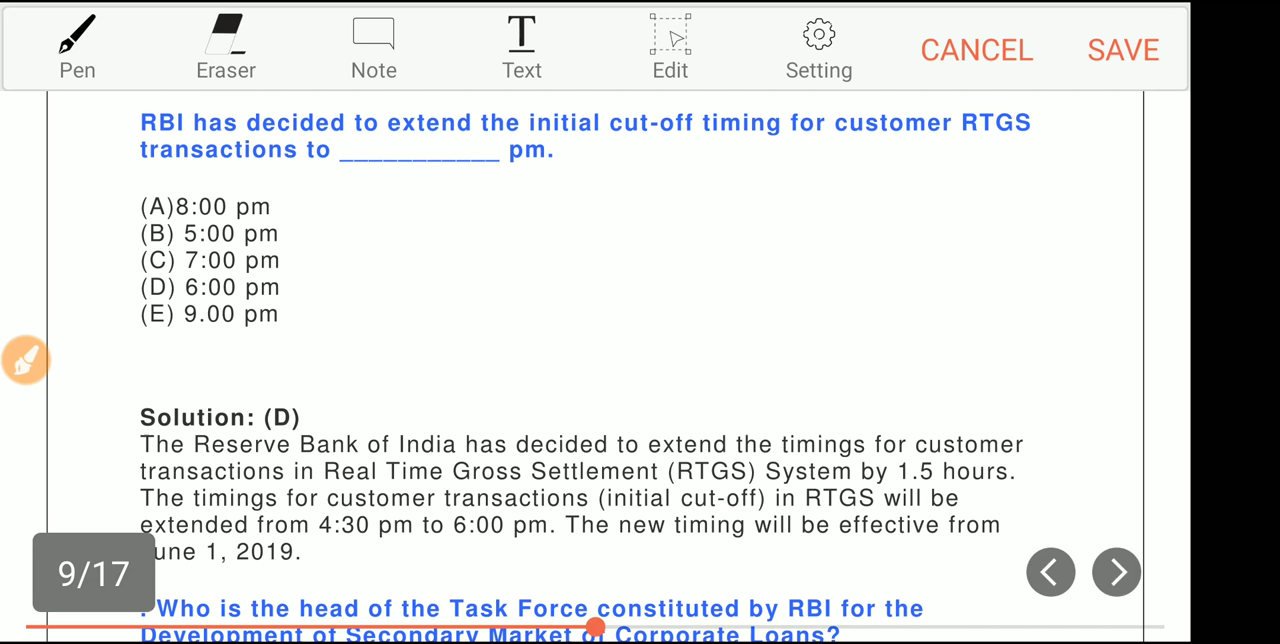 Pen Eraser Note Text Edit Setting CANCEL SAVE
RBI has decided to extend the initial cut-off timing for customer RTGS
transactions to ___________ pm.
(A)8:00 pm
(B) 5:00 pm
(C) 7:00 pm
(D) 6:00 pm
(E) 9.00 pm
Solution: (D)
The Reserve Bank of India has decided to extend the timings for customer
transactions in Real Time Gross Settlement (RTGS) System by 1.5 hours.
The timings for customer transactions (initial cut-off) in RTGS will be
extended from 4:30 pm to 6:00 pm. The new timing will be effective from
une 1, 2019.
9/17
. Who is the head of the Task Force constituted by RBI for the
Development of Secondary Market of Corporate Loans?